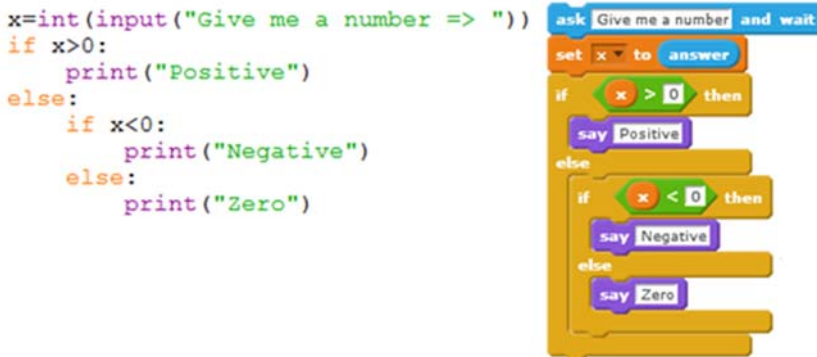 x=int(input("Give me a number => "))
if x>0:
    print("Positive")
else:
    if x<0:
        print("Negative")
    else:
        print("Zero")
ask Give me a number and wait
set x to answer
if x > 0 then
say Positive
else
if x < 0 then
say Negative
else
say Zero